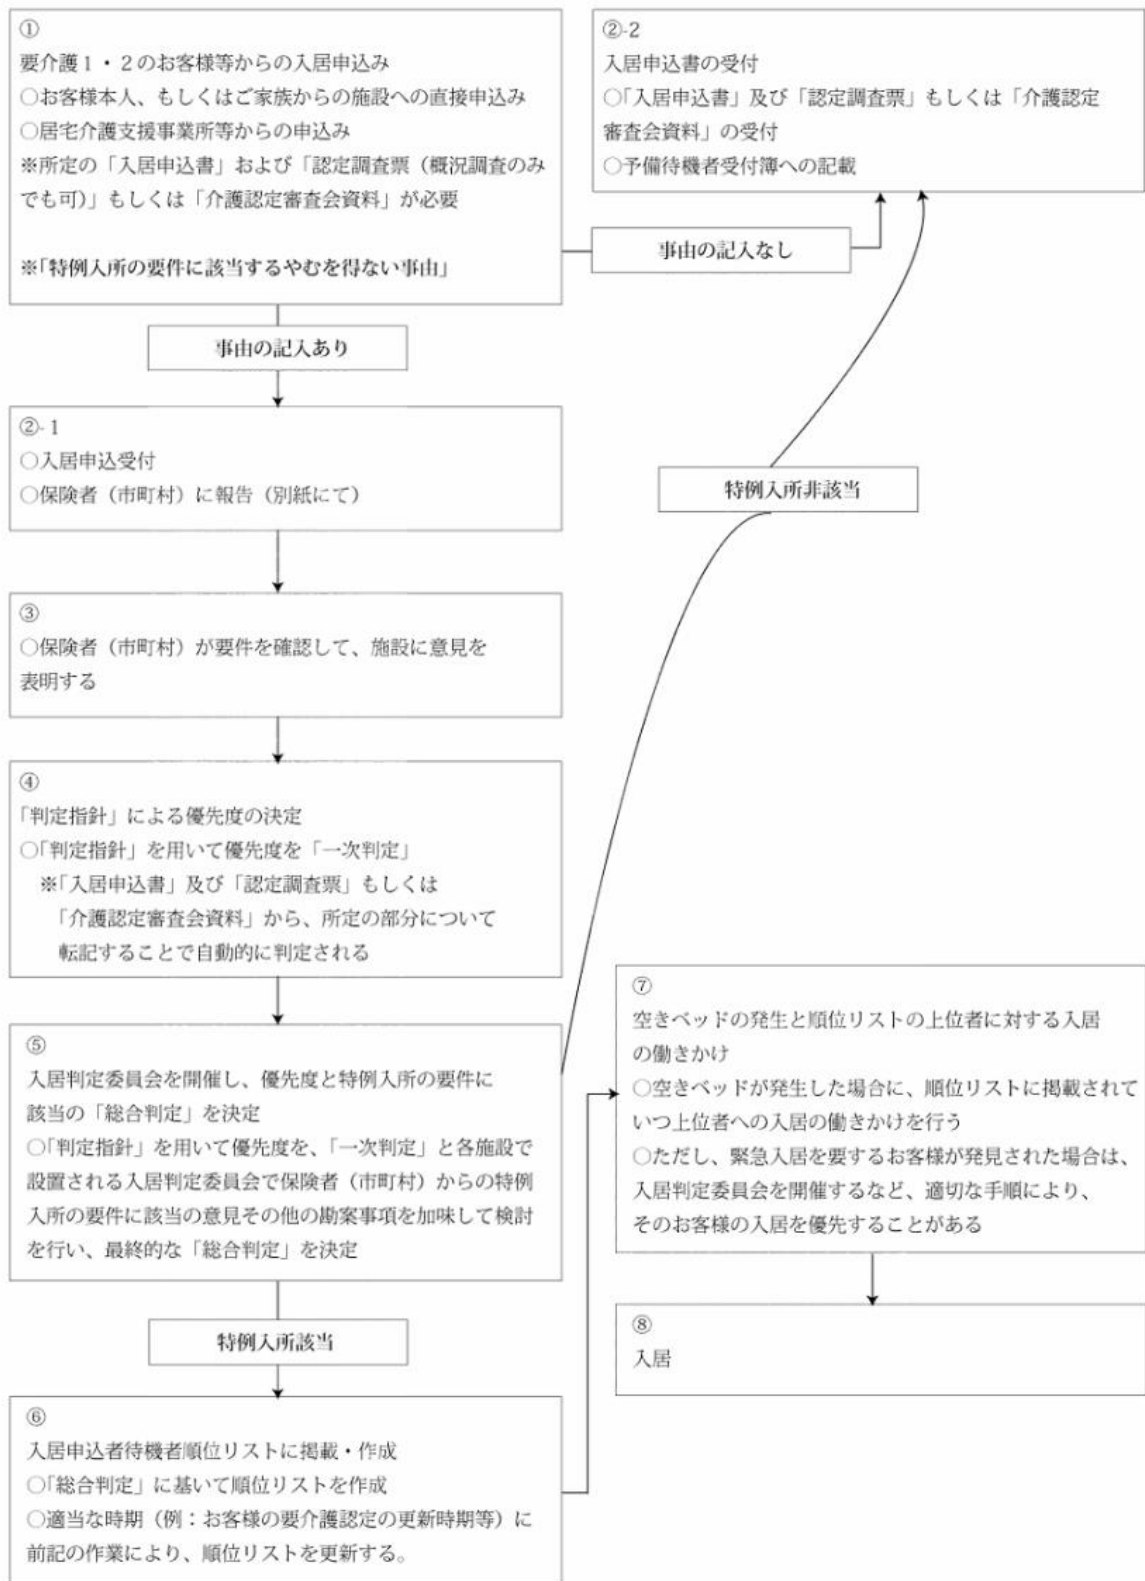 ①
要介護1・2のお客様等からの入居申込み
○お客様本人、もしくはご家族からの施設への直接申込み
○居宅介護支援事業所等からの申込み
※所定の「入居申込書」および「認定調査票（概況調査のみ
でも可）」もしくは「介護認定審査会資料」が必要
※「特例入所の要件に該当するやむを得ない事由」
事由の記入なし
②-2
入居申込書の受付
○「入居申込書」及び「認定調査票」もしくは「介護認定
審査会資料」の受付
○予備待機者受付簿への記載
事由の記入あり
②-1
○入居申込受付
○保険者（市町村）に報告（別紙にて）
③
○保険者（市町村）が要件を確認して、施設に意見を
表明する
④
「判定指針」による優先度の決定
○「判定指針」を用いて優先度を「一次判定」
※「入居申込書」及び「認定調査票」もしくは
「介護認定審査会資料」から、所定の部分について
転記することで自動的に判定される
⑤
入居判定委員会を開催し、優先度と特例入所の要件に
該当の「総合判定」を決定
○「判定指針」を用いて優先度を、「一次判定」と各施設で
設置される入居判定委員会で保険者（市町村）からの特例
入所の要件に該当の意見その他の勘案事項を加味して検討
を行い、最終的な「総合判定」を決定
特例入所非該当
特例入所該当
⑥
入居申込者待機者順位リストに掲載・作成
○「総合判定」に基いて順位リストを作成
○適当な時期（例：お客様の要介護認定の更新時期等）に
前記の作業により、順位リストを更新する。
⑦
空きベッドの発生と順位リストの上位者に対する入居
の働きかけ
○空きベッドが発生した場合に、順位リストに掲載されて
いつ上位者への入居の働きかけを行う
○ただし、緊急入居を要するお客様が発見された場合は、
入居判定委員会を開催するなど、適切な手順により、
そのお客様の入居を優先することがある
⑧
入居